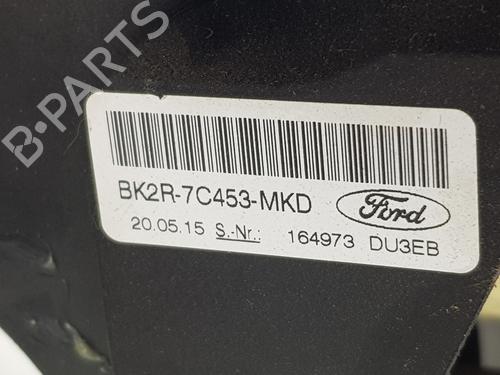 B-PARTS
BK2R-7C453-MKD Ford
20.05.15 S.-Nr.: 164973 DU3EB